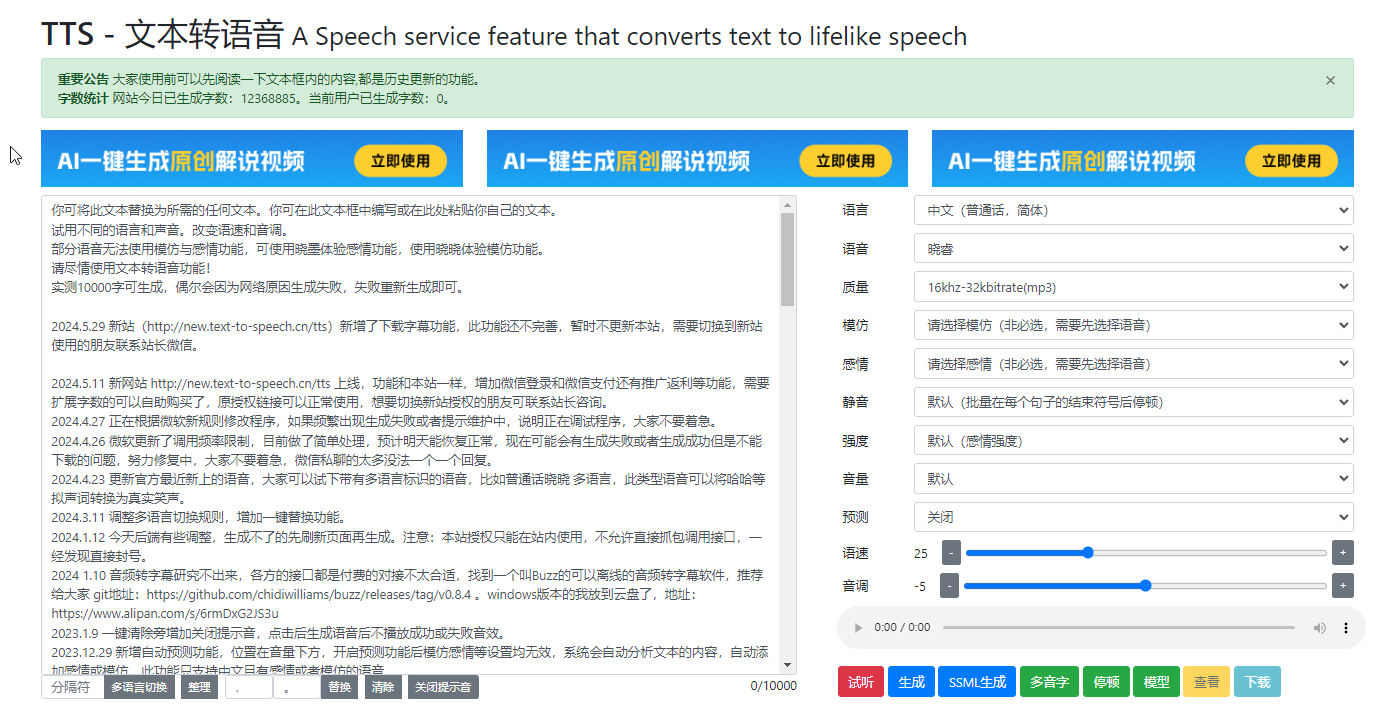 TTS - 文本转语音 A Speech service feature that converts text to lifelike speech
重要公告 大家使用前可以先阅读一下文本框内的内容,都是历史更新的功能。
×
字数统计 网站今日已生成字数：12368885。当前用户已生成字数：0。
AI一键生成原创解说视频 立即使用
AI一键生成原创解说视频 立即使用
AI一键生成原创解说视频 立即使用
你可将此文本替换为所需的任何文本。你可在此文本框中编写或在此处粘贴你自己的文本。
试用不同的语言和声音。改变语速和音调。
部分语音无法使用模仿与感情功能，可使用晓墨体验感情功能，使用晓晓体验模仿功能。
请尽情使用文本转语音功能！
实测10000字可生成，偶尔会因为网络原因生成失败，失败重新生成即可。
2024.5.29 新站（http://new.text-to-speech.cn/tts）新增了下载字幕功能，此功能还不完善，暂时不更新本站，需要切换到新站
使用的朋友联系站长微信。
2024.5.11 新网站 http://new.text-to-speech.cn/tts 上线，功能和本站一样，增加微信登录和微信支付还有推广返利等功能，需要
扩展字数的可以自助购买了，原授权链接可以正常使用，想要切换新站授权的朋友可联系站长咨询。
2024.4.27 正在根据微软新规则修改程序，如果频繁出现生成失败或者提示维护中，说明正在调试程序，大家不要着急。
2024.4.26 微软更新了调用频率限制，目前做了简单处理，预计明天能恢复正常，现在可能会有生成失败或者生成成功但是不能
下载的问题，努力修复中，大家不要着急，微信私聊的太多没法一个一个回复。
2024.4.23 更新官方最近新上的语音，大家可以试下带有多语言标识的语音，比如普通话晓晓 多语言，此类型语音可以将哈哈等
拟声词转换为真实笑声。
2024.3.11 调整多语言切换规则，增加一键替换功能。
2024.1.12 今天后端有些调整，生成不了的先刷新页面再生成。注意：本站授权只能在站内使用，不允许直接抓包调用接口，一
经发现直接封号。
2024 1.10 音频转字幕研究不出来，各方的接口都是付费的对接不太合适，找到一个叫Buzz的可以离线的音频转字幕软件，推荐
给大家 git地址：https://github.com/chidiwilliams/buzz/releases/tag/v0.8.4 。windows版本的我放到云盘了，地址：
https://www.alipan.com/s/6rmDxG2JS3u
2023.1.9 一键清除旁增加关闭提示音，点击后生成语音后不播放成功或失败音效。
2023.12.29 新增自动预测功能，位置在音量下方，开启预测功能后模仿感情等设置均无效，系统会自动分析文本的内容，自动添
加感情或模仿，此功能只支持中文且有感情或者模仿的语音
分隔符 多语言切换 整理 . 。 替换 清除 关闭提示音 0/10000
语言 中文（普通话，简体）
语音 晓睿
质量 16khz-32kbitrate(mp3)
模仿 请选择模仿（非必选，需要先选择语音）
感情 请选择感情（非必选，需要先选择语音）
静音 默认（批量在每个句子的结束符号后停顿）
强度 默认（感情强度）
音量 默认
预测 关闭
语速 25 - +
音调 -5 - +
0:00 / 0:00
试听 生成 SSML生成 多音字 停顿 模型 查看 下载